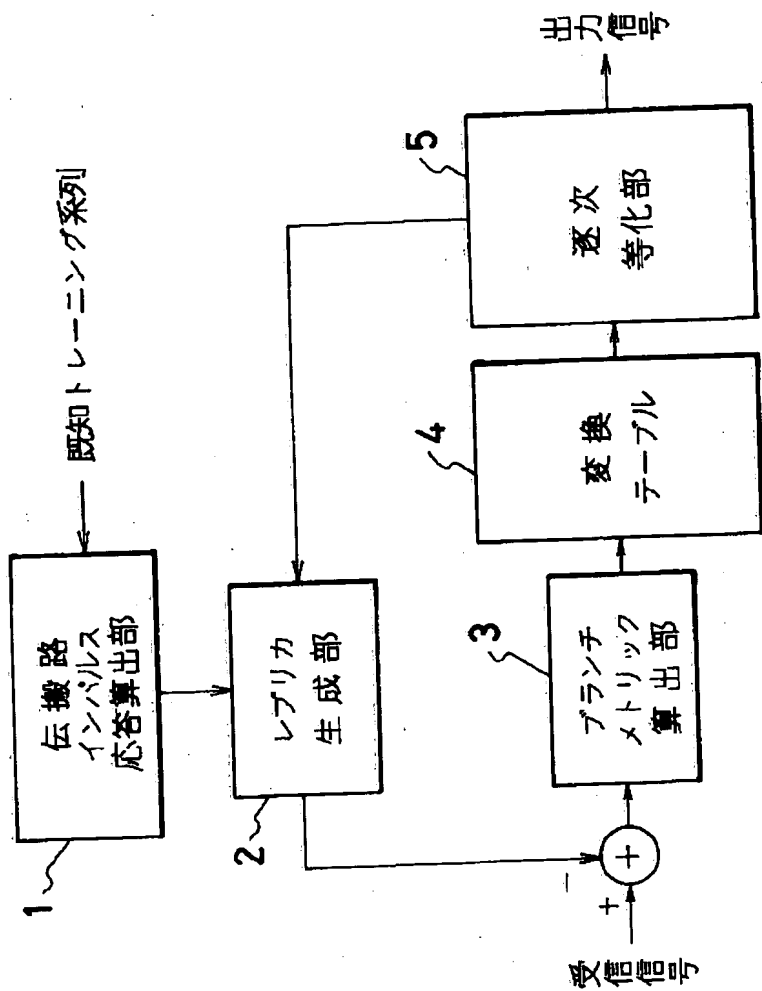 1
伝搬路
インパルス
応答算出部
既知トレーニング系列
2
レプリカ
生成部
受信信号
+
−
+
3
ブランチ
メトリック
算出部
4
変換
テーブル
5
逐次
等化部
出力信号